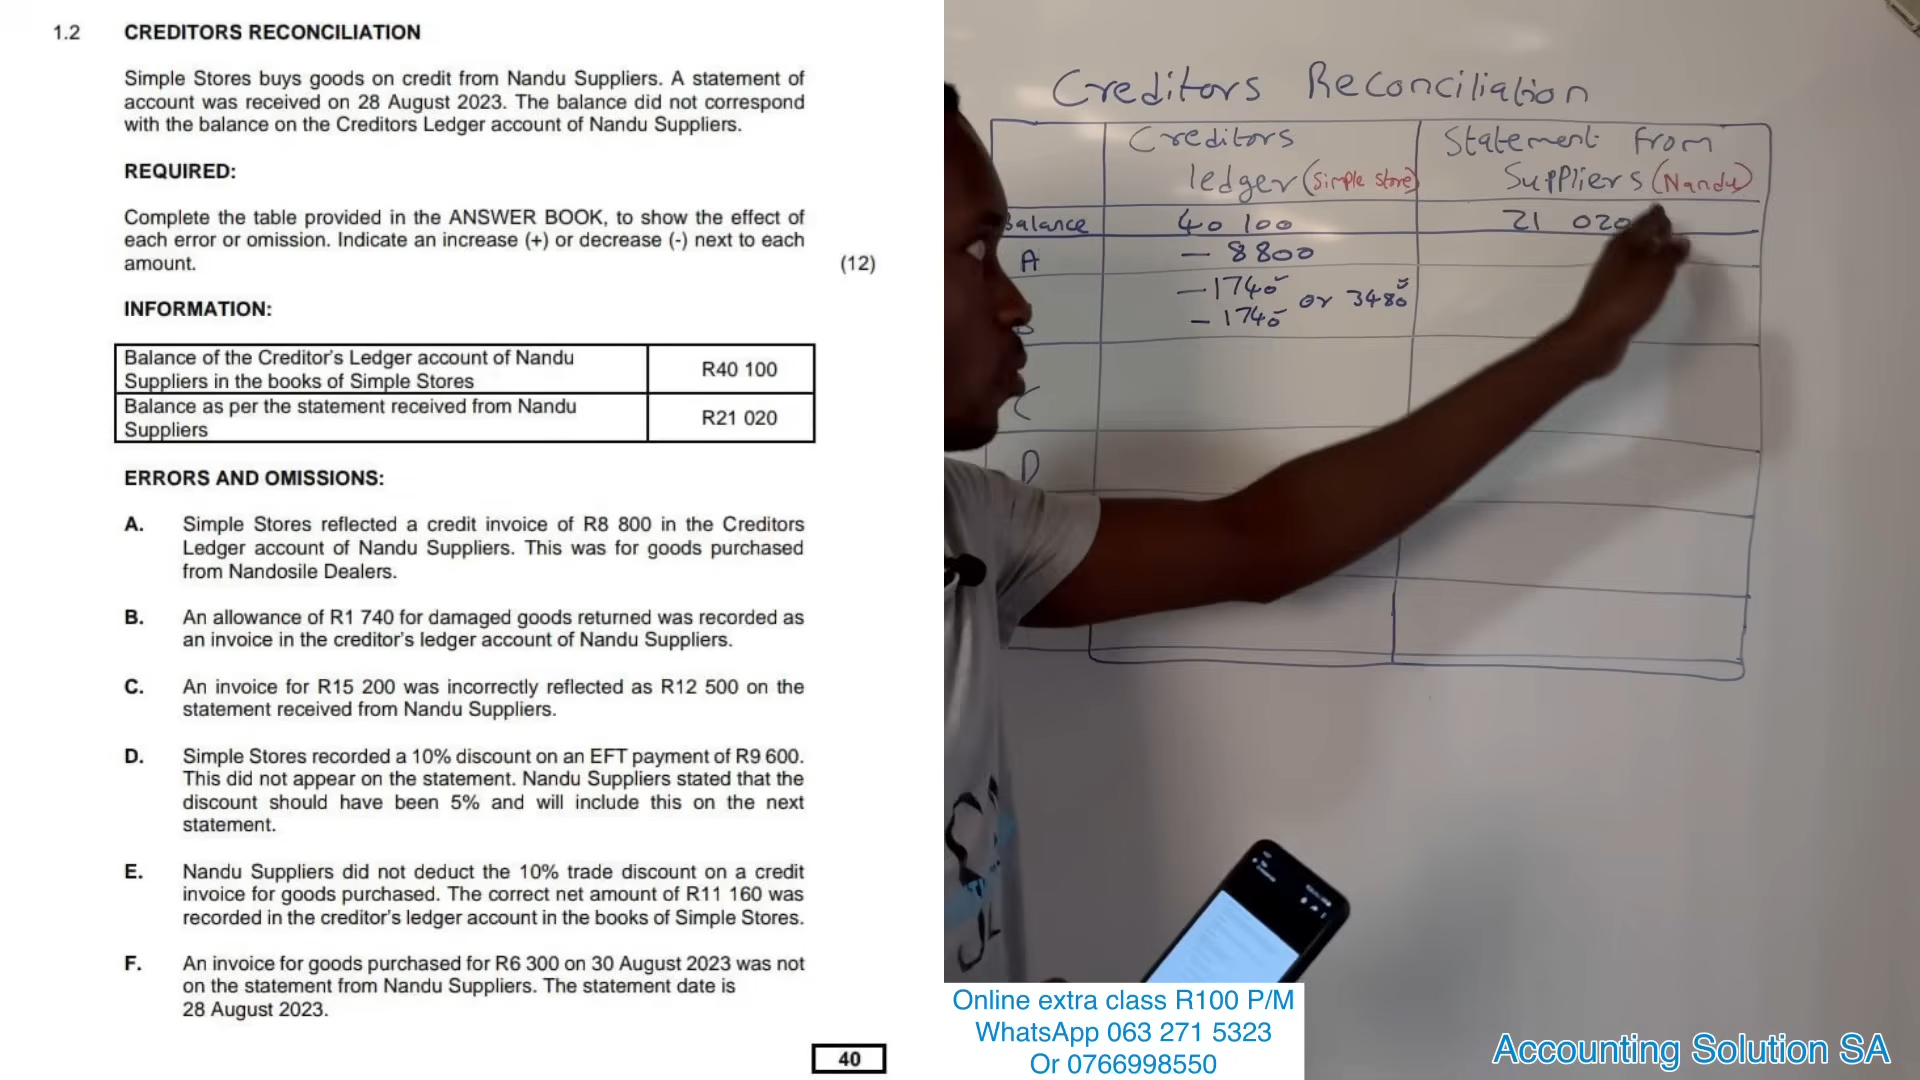 1.2 CREDITORS RECONCILIATION
Simple Stores buys goods on credit from Nandu Suppliers. A statement of
account was received on 28 August 2023. The balance did not correspond
with the balance on the Creditors Ledger account of Nandu Suppliers.
REQUIRED:
Complete the table provided in the ANSWER BOOK, to show the effect of
each error or omission. Indicate an increase (+) or decrease (-) next to each
amount. (12)
INFORMATION:
Balance of the Creditor's Ledger account of Nandu
Suppliers in the books of Simple Stores R40 100
Balance as per the statement received from Nandu
Suppliers R21 020
ERRORS AND OMISSIONS:
A. Simple Stores reflected a credit invoice of R8 800 in the Creditors
Ledger account of Nandu Suppliers. This was for goods purchased
from Nandosile Dealers.
B. An allowance of R1 740 for damaged goods returned was recorded as
an invoice in the creditor's ledger account of Nandu Suppliers.
C. An invoice for R15 200 was incorrectly reflected as R12 500 on the
statement received from Nandu Suppliers.
D. Simple Stores recorded a 10% discount on an EFT payment of R9 600.
This did not appear on the statement. Nandu Suppliers stated that the
discount should have been 5% and will include this on the next
statement.
E. Nandu Suppliers did not deduct the 10% trade discount on a credit
invoice for goods purchased. The correct net amount of R11 160 was
recorded in the creditor's ledger account in the books of Simple Stores.
F. An invoice for goods purchased for R6 300 on 30 August 2023 was not
on the statement from Nandu Suppliers. The statement date is
28 August 2023.
40
Creditors Reconciliation
Creditors
ledger (Simple store)
Statement From
Suppliers (Nandu)
Balance 40 100 21 020
A - 8800
- 1740 or 3480
- 1740
C
D
Online extra class R100 P/M
WhatsApp 063 271 5323
Or 0766998550
Accounting Solution SA